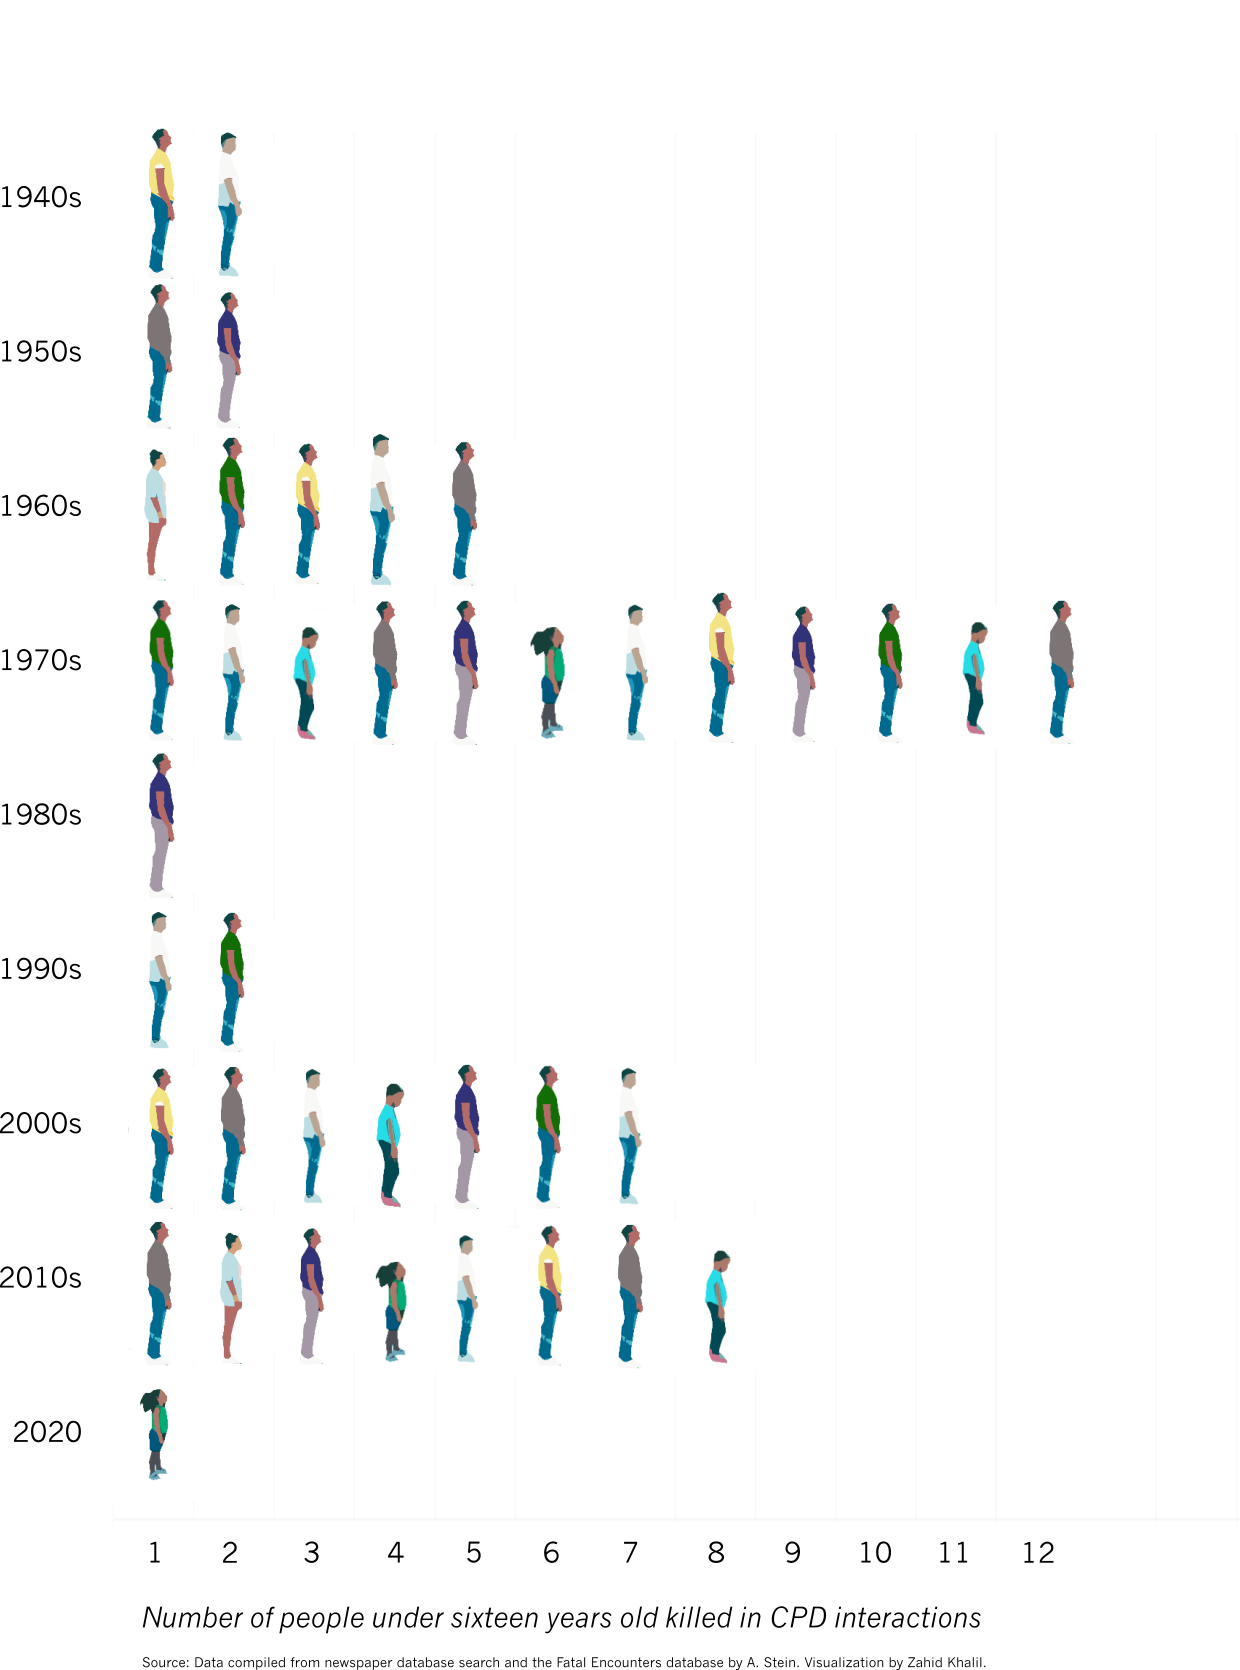 1940s
1950s
1960s
1970s
1980s
1990s
2000s
2010s
2020
1 2 3 4 5 6 7 8 9 10 11 12
Number of people under sixteen years old killed in CPD interactions
Source: Data compiled from newspaper database search and the Fatal Encounters database by A. Stein. Visualization by Zahid Khalil.